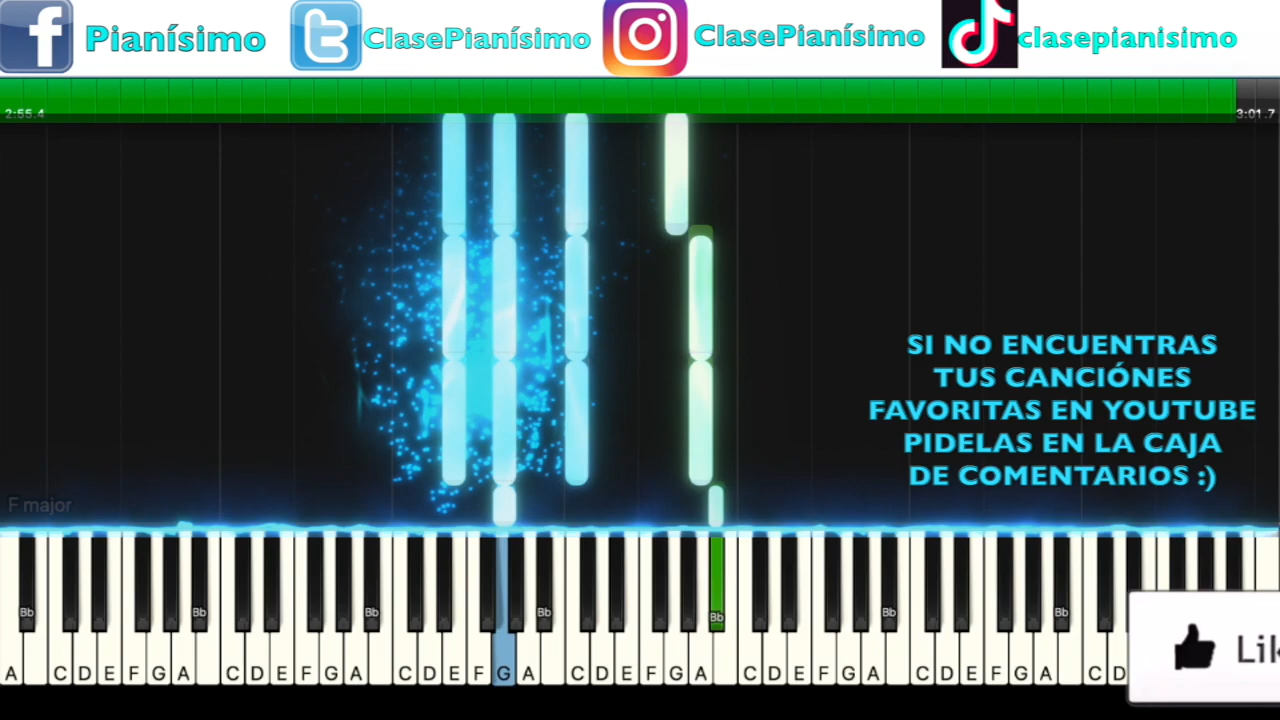 Pianísimo
ClasePianísimo
ClasePianísimo
clasepianisimo
2:55.4
3:01.7
SI NO ENCUENTRAS
TUS CANCIÓNES
FAVORITAS EN YOUTUBE
PIDELAS EN LA CAJA
DE COMENTARIOS :)
F major
Bb Bb Bb Bb Bb Bb Bb
A C D E F G A C D E F G A C D E F G A C D E F G A C D E F G A C D E F G A C D
Lik